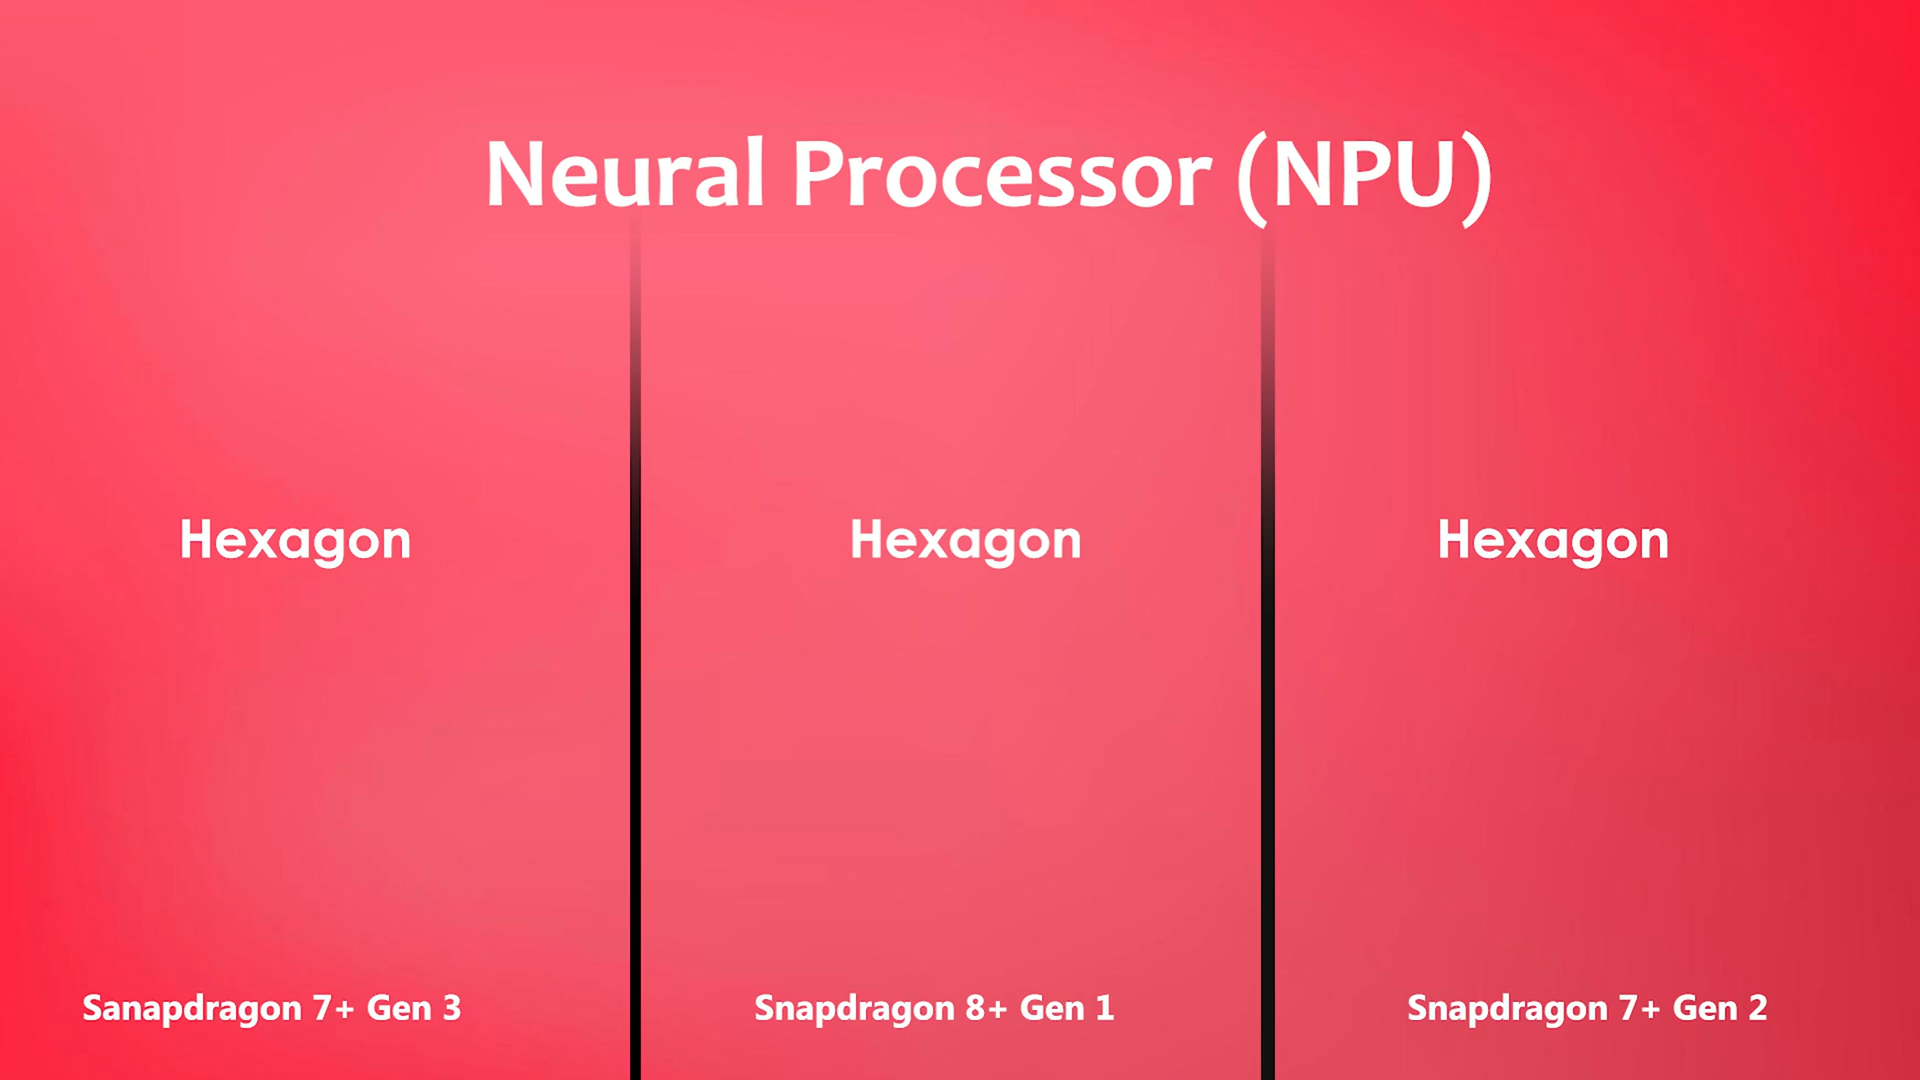 Neural Processor (NPU)
Hexagon
Hexagon
Hexagon
Sanapdragon 7+ Gen 3
Snapdragon 8+ Gen 1
Snapdragon 7+ Gen 2